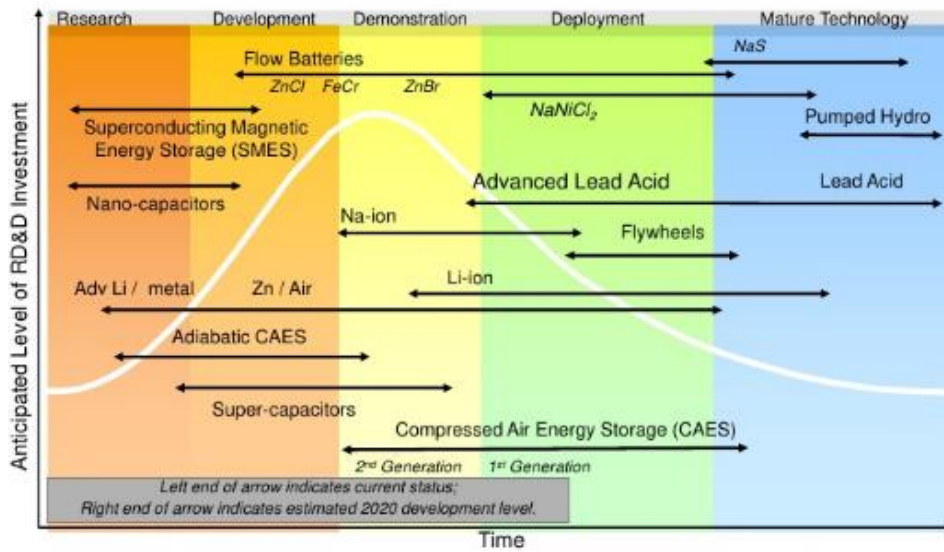 Research Development Demonstration Deployment Mature Technology
NaS
Flow Batteries
ZnCl FeCr ZnBr
NaNiCl₂
Superconducting Magnetic
Energy Storage (SMES)
Pumped Hydro
Advanced Lead Acid Lead Acid
Nano-capacitors
Na-ion
Flywheels
Li-ion
Adv Li / metal Zn / Air
Adiabatic CAES
Super-capacitors
Compressed Air Energy Storage (CAES)
2nd Generation 1st Generation
Left end of arrow indicates current status;
Right end of arrow indicates estimated 2020 development level.
Time
Anticipated Level of RD&D Investment